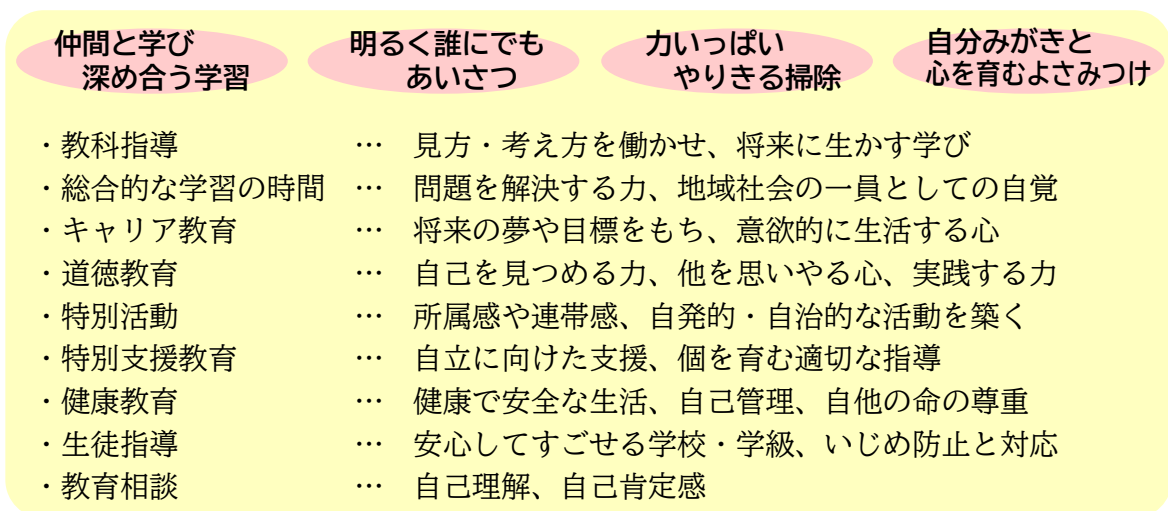 仲間と学び
深め合う学習
明るく誰にでも
あいさつ
力いっぱい
やりきる掃除
自分みがきと
心を育むよさみつけ
・教科指導 … 見方・考え方を働かせ、将来に生かす学び
・総合的な学習の時間 … 問題を解決する力、地域社会の一員としての自覚
・キャリア教育 … 将来の夢や目標をもち、意欲的に生活する心
・道徳教育 … 自己を見つめる力、他を思いやる心、実践する力
・特別活動 … 所属感や連帯感、自発的・自治的な活動を築く
・特別支援教育 … 自立に向けた支援、個を育む適切な指導
・健康教育 … 健康で安全な生活、自己管理、自他の命の尊重
・生徒指導 … 安心してすごせる学校・学級、いじめ防止と対応
・教育相談 … 自己理解、自己肯定感